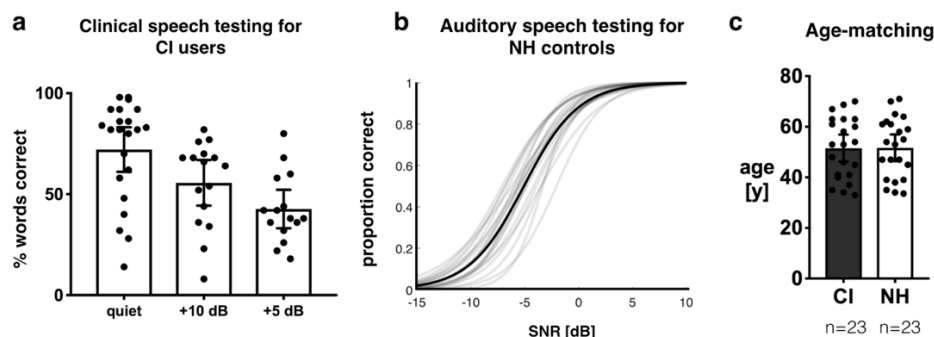 a
Clinical speech testing for
CI users
% words correct
100
50
0
quiet
+10 dB
+5 dB
b
Auditory speech testing for
NH controls
proportion correct
1
0.8
0.6
0.4
0.2
0
-15
-10
-5
0
5
10
SNR [dB]
c
Age-matching
age
[y]
80
60
40
20
0
CI
NH
n=23
n=23